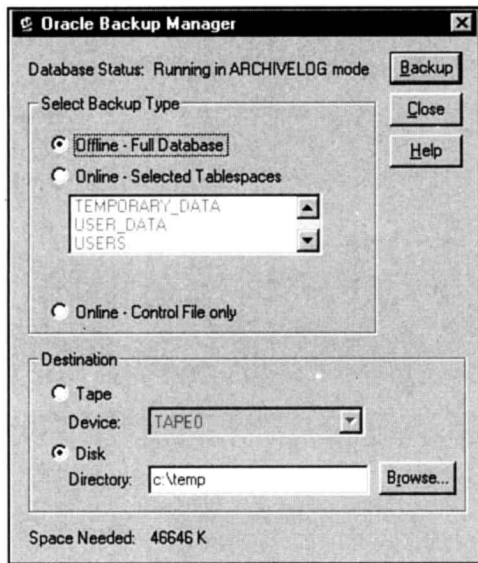 Oracle Backup Manager
Database Status: Running in ARCHIVELOG mode
Backup
Close
Help
Select Backup Type
Offline - Full Database
Online - Selected Tablespaces
TEMPORARY_DATA
USER_DATA
USERS
Online - Control File only
Destination
Tape
Device: TAPE0
Disk
Directory: c:\temp
Browse...
Space Needed: 46646 K